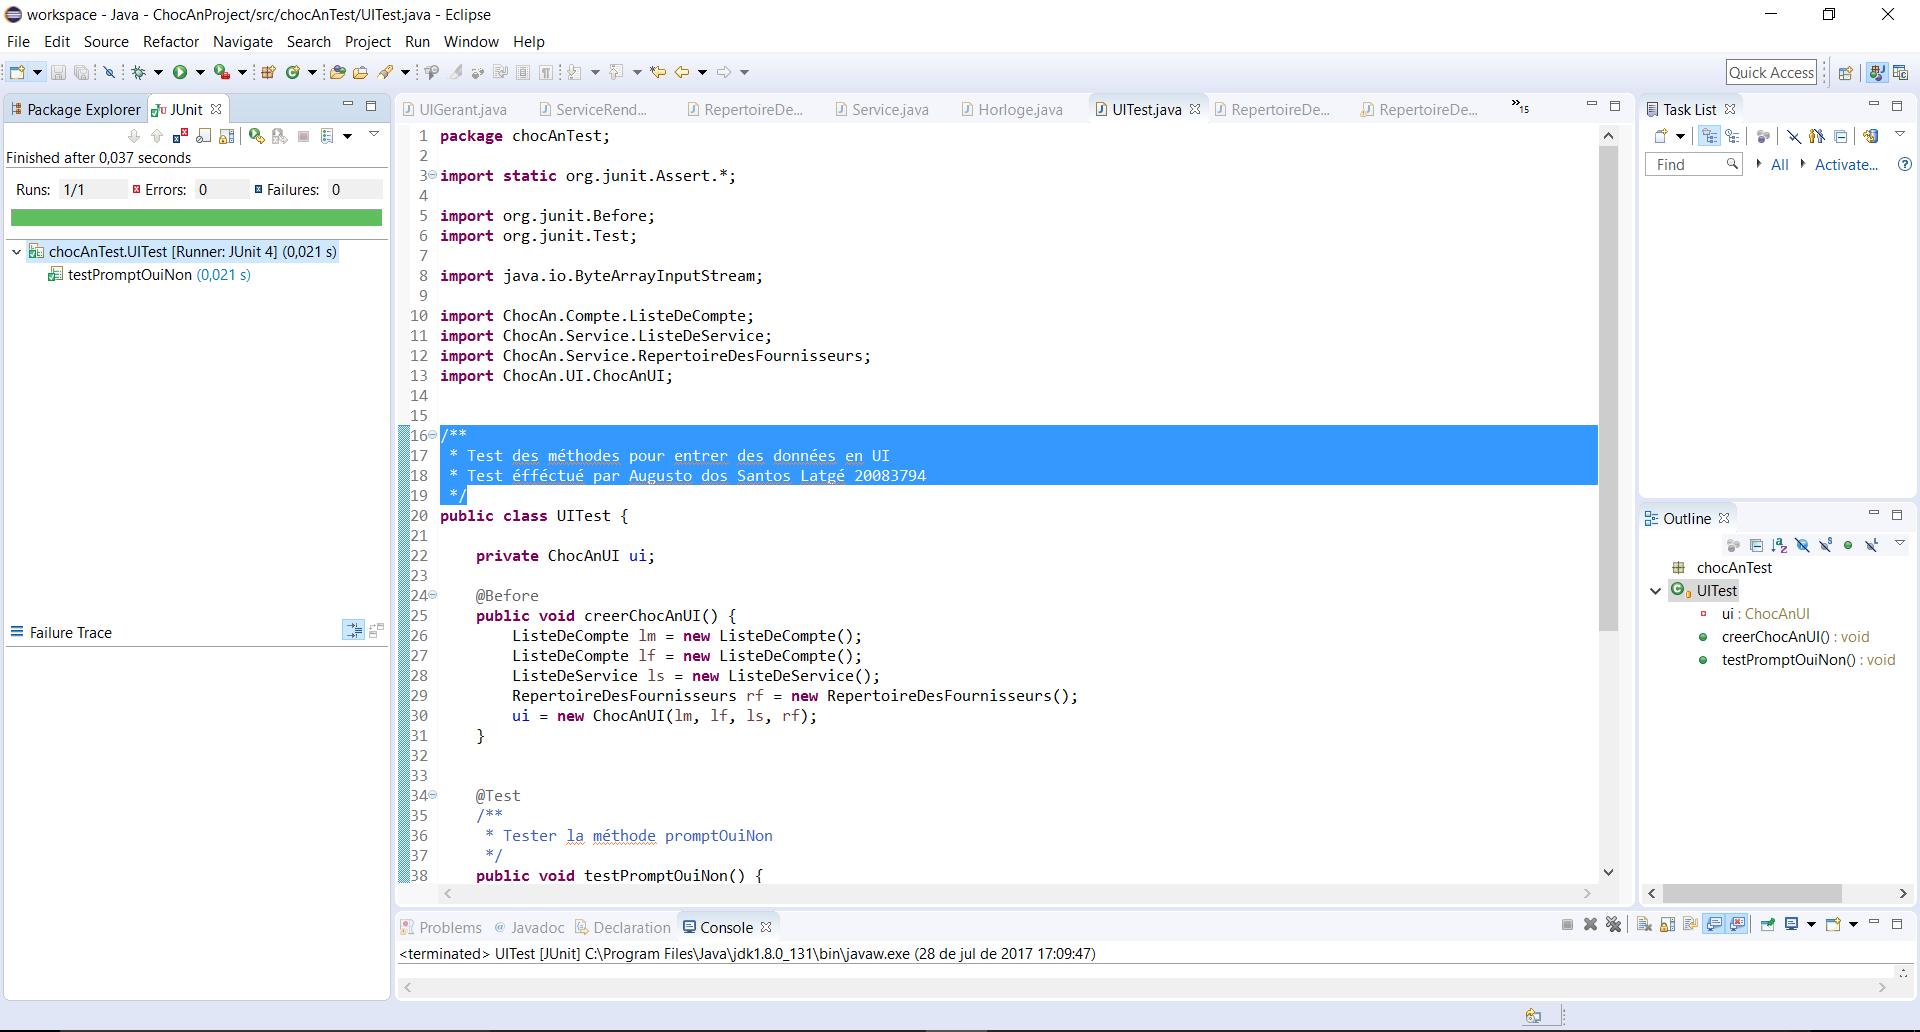 workspace - Java - ChocAnProject/src/chocAnTest/UITest.java - Eclipse
File Edit Source Refactor Navigate Search Project Run Window Help
Quick Access
Package Explorer JUnit
Finished after 0,037 seconds
Runs: 1/1 Errors: 0 Failures: 0
chocAnTest.UITest [Runner: JUnit 4] (0,021 s)
testPromptOuiNon (0,021 s)
Failure Trace
UIGerant.java ServiceRend... RepertoireDe... Service.java Horloge.java UITest.java RepertoireDe... RepertoireDe... »15
1 package chocAnTest;
2
3 import static org.junit.Assert.*;
4
5 import org.junit.Before;
6 import org.junit.Test;
7
8 import java.io.ByteArrayInputStream;
9
10 import ChocAn.Compte.ListeDeCompte;
11 import ChocAn.Service.ListeDeService;
12 import ChocAn.Service.RepertoireDesFournisseurs;
13 import ChocAn.UI.ChocAnUI;
14
15
16 /**
17 * Test des méthodes pour entrer des données en UI
18 * Test éfféctué par Augusto dos Santos Latgé 20083794
19 */
20 public class UITest {
21
22 private ChocAnUI ui;
23
24 @Before
25 public void creerChocAnUI() {
26 ListeDeCompte lm = new ListeDeCompte();
27 ListeDeCompte lf = new ListeDeCompte();
28 ListeDeService ls = new ListeDeService();
29 RepertoireDesFournisseurs rf = new RepertoireDesFournisseurs();
30 ui = new ChocAnUI(lm, lf, ls, rf);
31 }
32
33
34 @Test
35 /**
36 * Tester la méthode promptOuiNon
37 */
38 public void testPromptOuiNon() {
Task List
Find All Activate...
Outline
chocAnTest
UITest
ui : ChocAnUI
creerChocAnUI() : void
testPromptOuiNon() : void
Problems @ Javadoc Declaration Console
<terminated> UITest [JUnit] C:\Program Files\Java\jdk1.8.0_131\bin\javaw.exe (28 de jul de 2017 17:09:47)